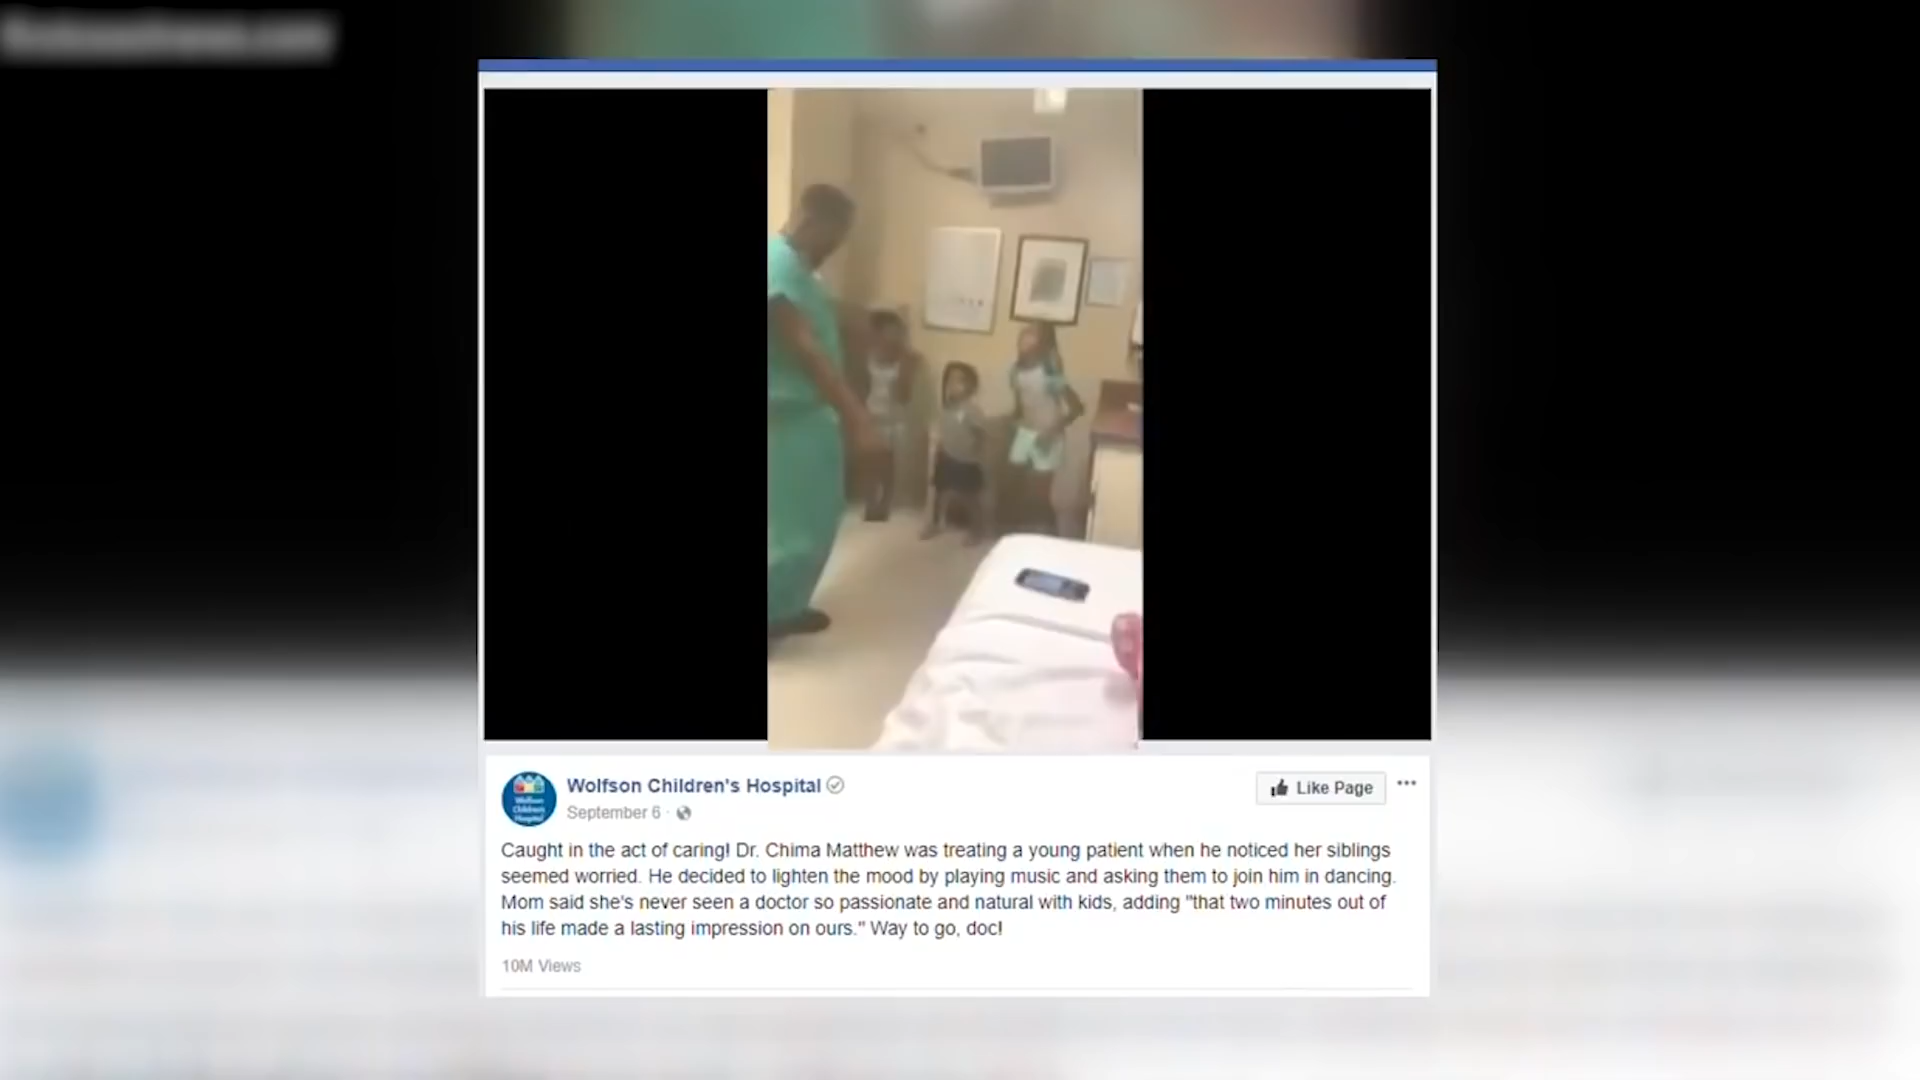 Wolfson Children's Hospital
Wolfson
Children's
Hospital
September 6 ·
Like Page
Caught in the act of caring! Dr. Chima Matthew was treating a young patient when he noticed her siblings
seemed worried. He decided to lighten the mood by playing music and asking them to join him in dancing.
Mom said she's never seen a doctor so passionate and natural with kids, adding "that two minutes out of
his life made a lasting impression on ours." Way to go, doc!
10M Views